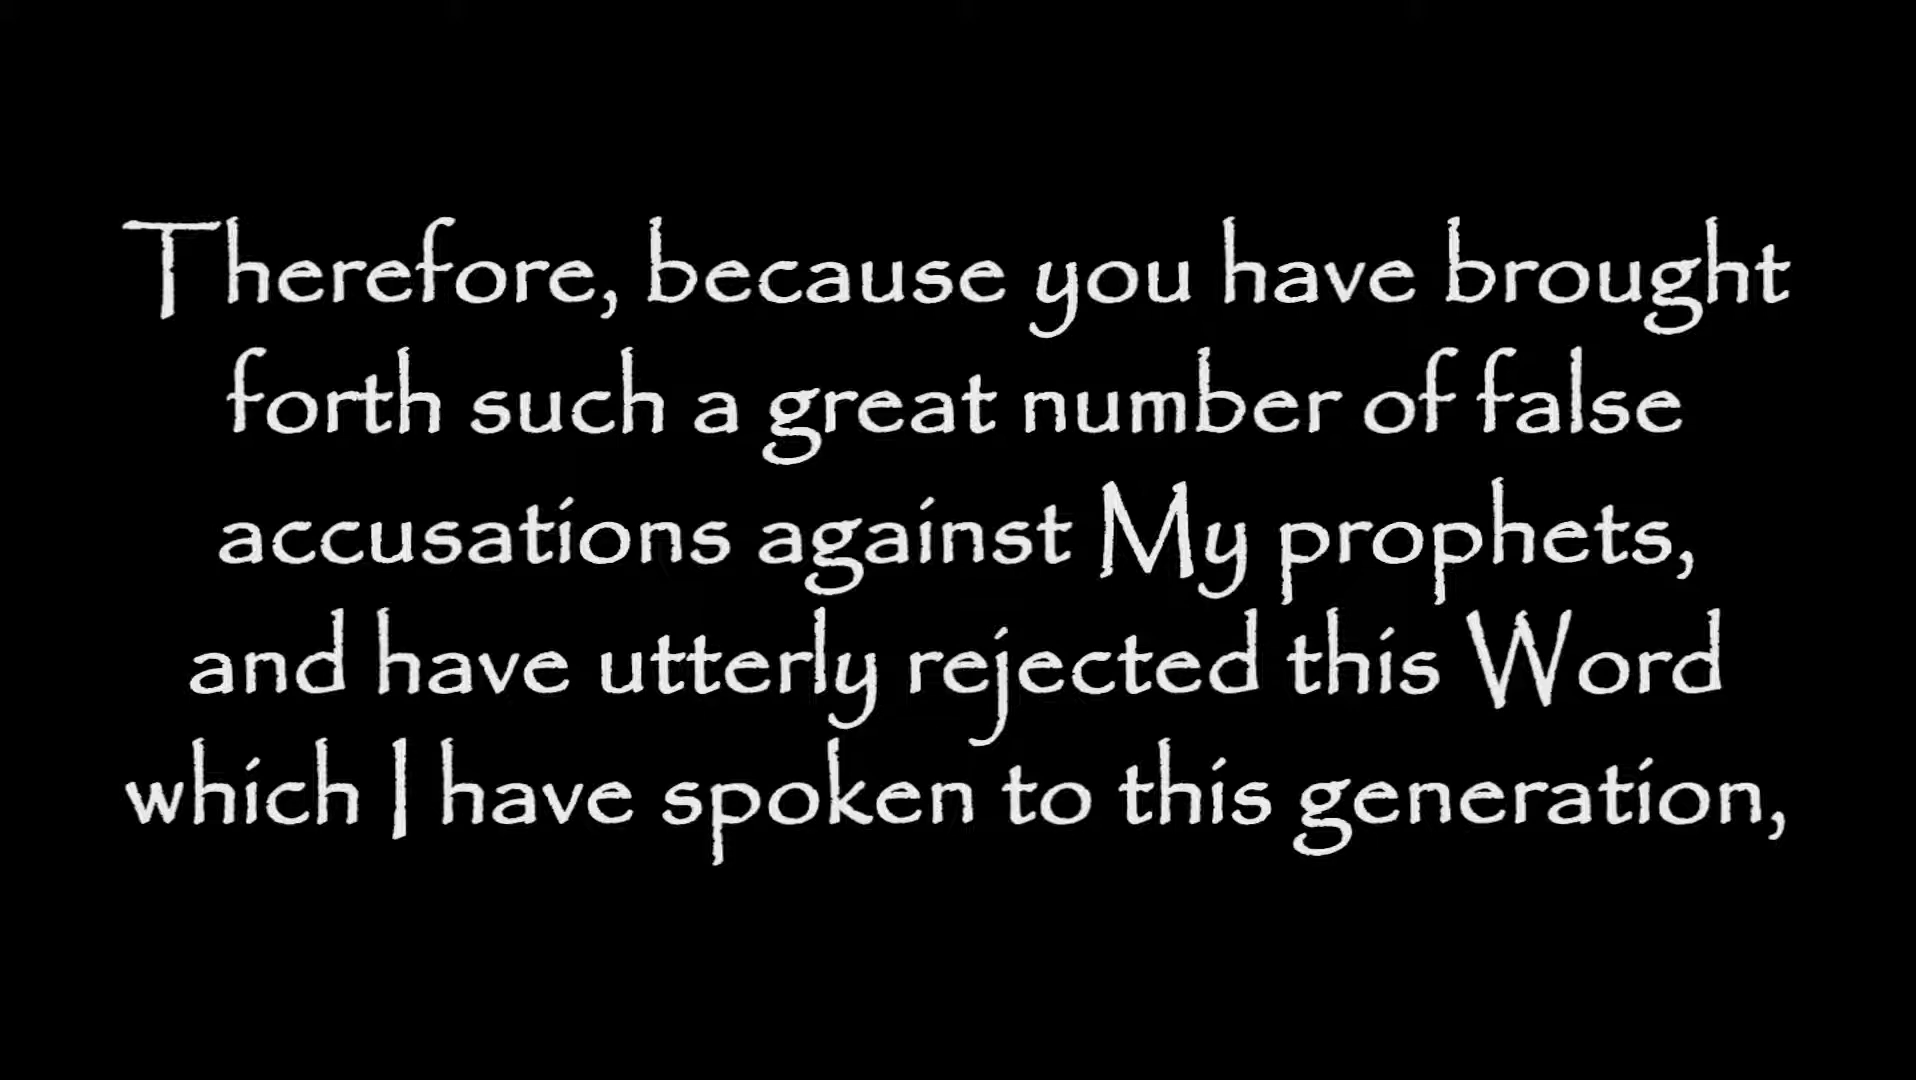 Therefore, because you have brought
forth such a great number of false
accusations against My prophets,
and have utterly rejected this Word
which I have spoken to this generation,